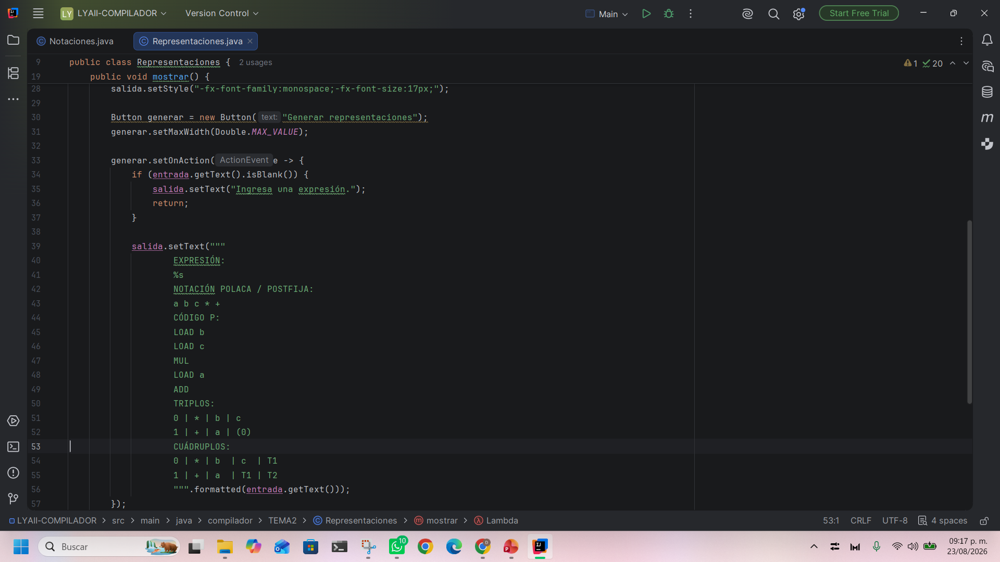 LY LYAII-COMPILADOR Version Control Main Start Free Trial
Notaciones.java Representaciones.java
9 public class Representaciones { 2 usages
1 20
19 public void mostrar() {
28 salida.setStyle("-fx-font-family:monospace;-fx-font-size:17px;");
29
30 Button generar = new Button( text: "Generar representaciones");
31 generar.setMaxWidth(Double.MAX_VALUE);
32
33 generar.setOnAction( ActionEvent e -> {
34 if (entrada.getText().isBlank()) {
35 salida.setText("Ingresa una expresión.");
36 return;
37 }
38
39 salida.setText("""
40 EXPRESIÓN:
41 %s
42 NOTACIÓN POLACA / POSTFIJA:
43 a b c * +
44 CÓDIGO P:
45 LOAD b
46 LOAD c
47 MUL
48 LOAD a
49 ADD
50 TRIPLOS:
51 0 | * | b | c
52 1 | + | a | (0)
53 CUÁDRUPLOS:
54 0 | * | b  | c  | T1
55 1 | + | a  | T1 | T2
56 """.formatted(entrada.getText()));
57 });
LYAII-COMPILADOR > src > main > java > compilador > TEMA2 > Representaciones > mostrar > Lambda 53:1 CRLF UTF-8 4 spaces
Buscar 10 09:17 p. m.
23/08/2026